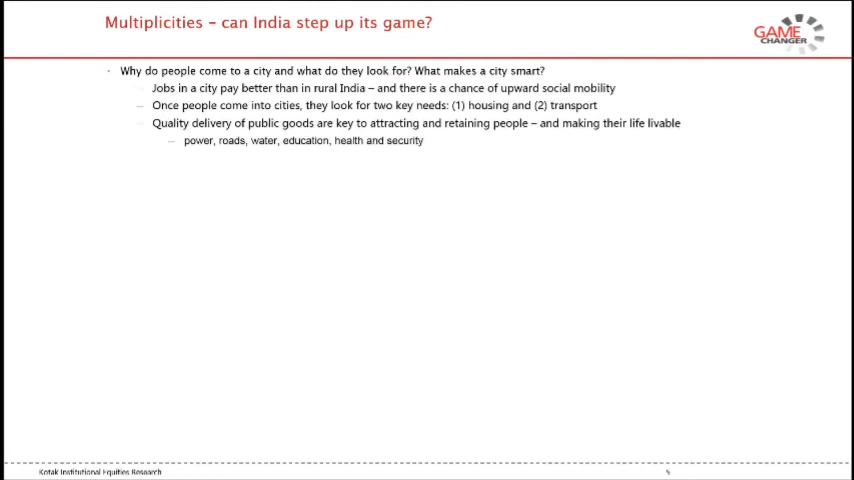 Multiplicities – can India step up its game?
GAME
CHANGER
· Why do people come to a city and what do they look for? What makes a city smart?
– Jobs in a city pay better than in rural India – and there is a chance of upward social mobility
– Once people come into cities, they look for two key needs: (1) housing and (2) transport
– Quality delivery of public goods are key to attracting and retaining people – and making their life livable
– power, roads, water, education, health and security
Kotak Institutional Equities Research